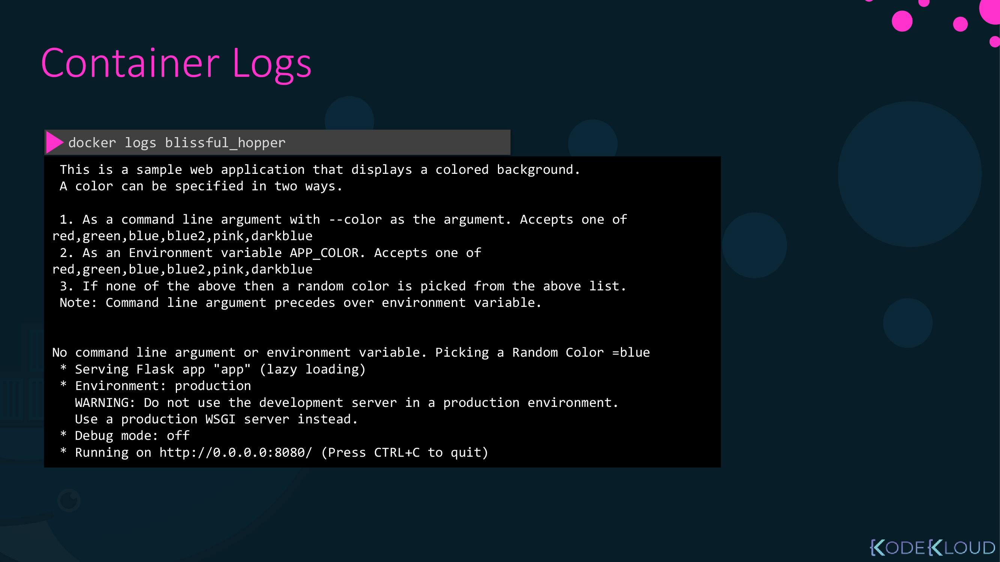 Container Logs
docker logs blissful_hopper
This is a sample web application that displays a colored background.
A color can be specified in two ways.
1. As a command line argument with --color as the argument. Accepts one of
red,green,blue,blue2,pink,darkblue
2. As an Environment variable APP_COLOR. Accepts one of
red,green,blue,blue2,pink,darkblue
3. If none of the above then a random color is picked from the above list.
Note: Command line argument precedes over environment variable.
No command line argument or environment variable. Picking a Random Color =blue
* Serving Flask app "app" (lazy loading)
* Environment: production
WARNING: Do not use the development server in a production environment.
Use a production WSGI server instead.
* Debug mode: off
* Running on http://0.0.0.0:8080/ (Press CTRL+C to quit)
KODEKLOUD